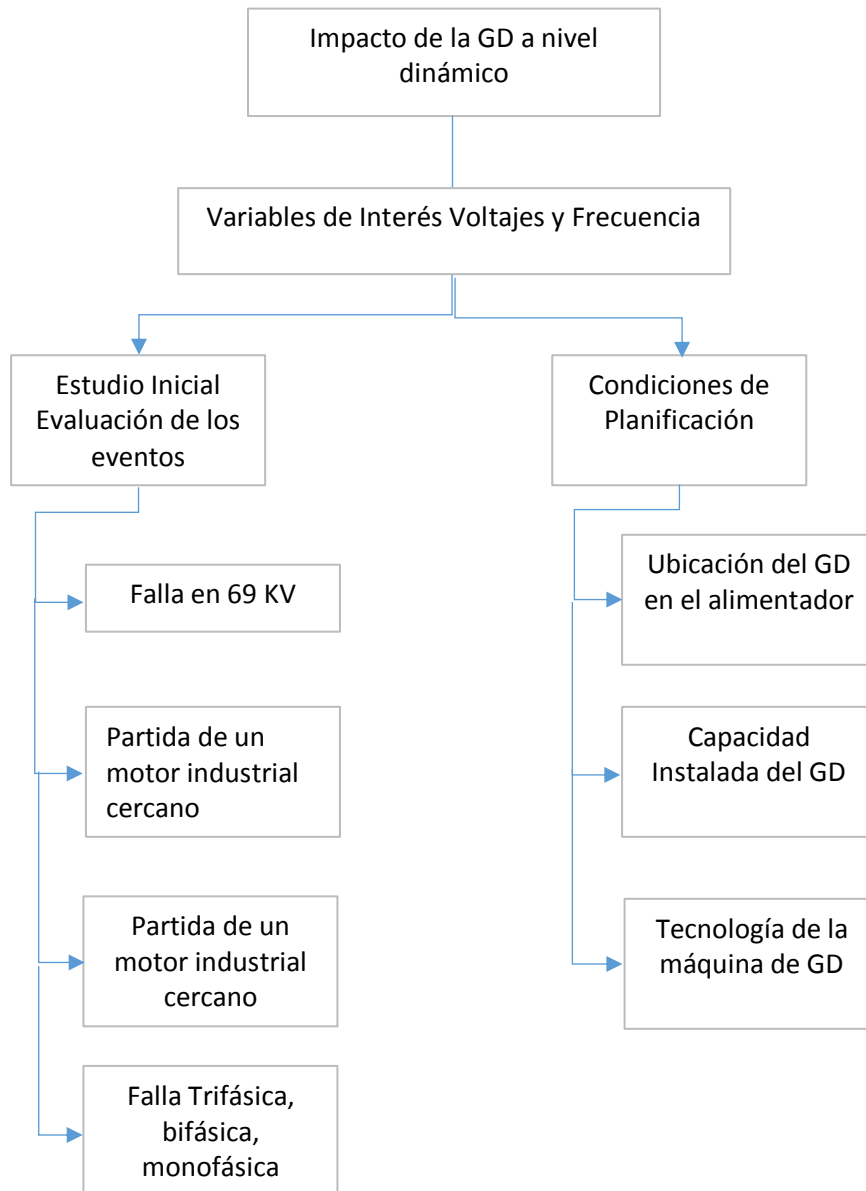 Impacto de la GD a nivel
dinámico
Variables de Interés Voltajes y Frecuencia
Estudio Inicial
Evaluación de los
eventos
Falla en 69 KV
Partida de un
motor industrial
cercano
Partida de un
motor industrial
cercano
Falla Trifásica,
bifásica,
monofásica
Condiciones de
Planificación
Ubicación del GD
en el alimentador
Capacidad
Instalada del GD
Tecnología de la
máquina de GD